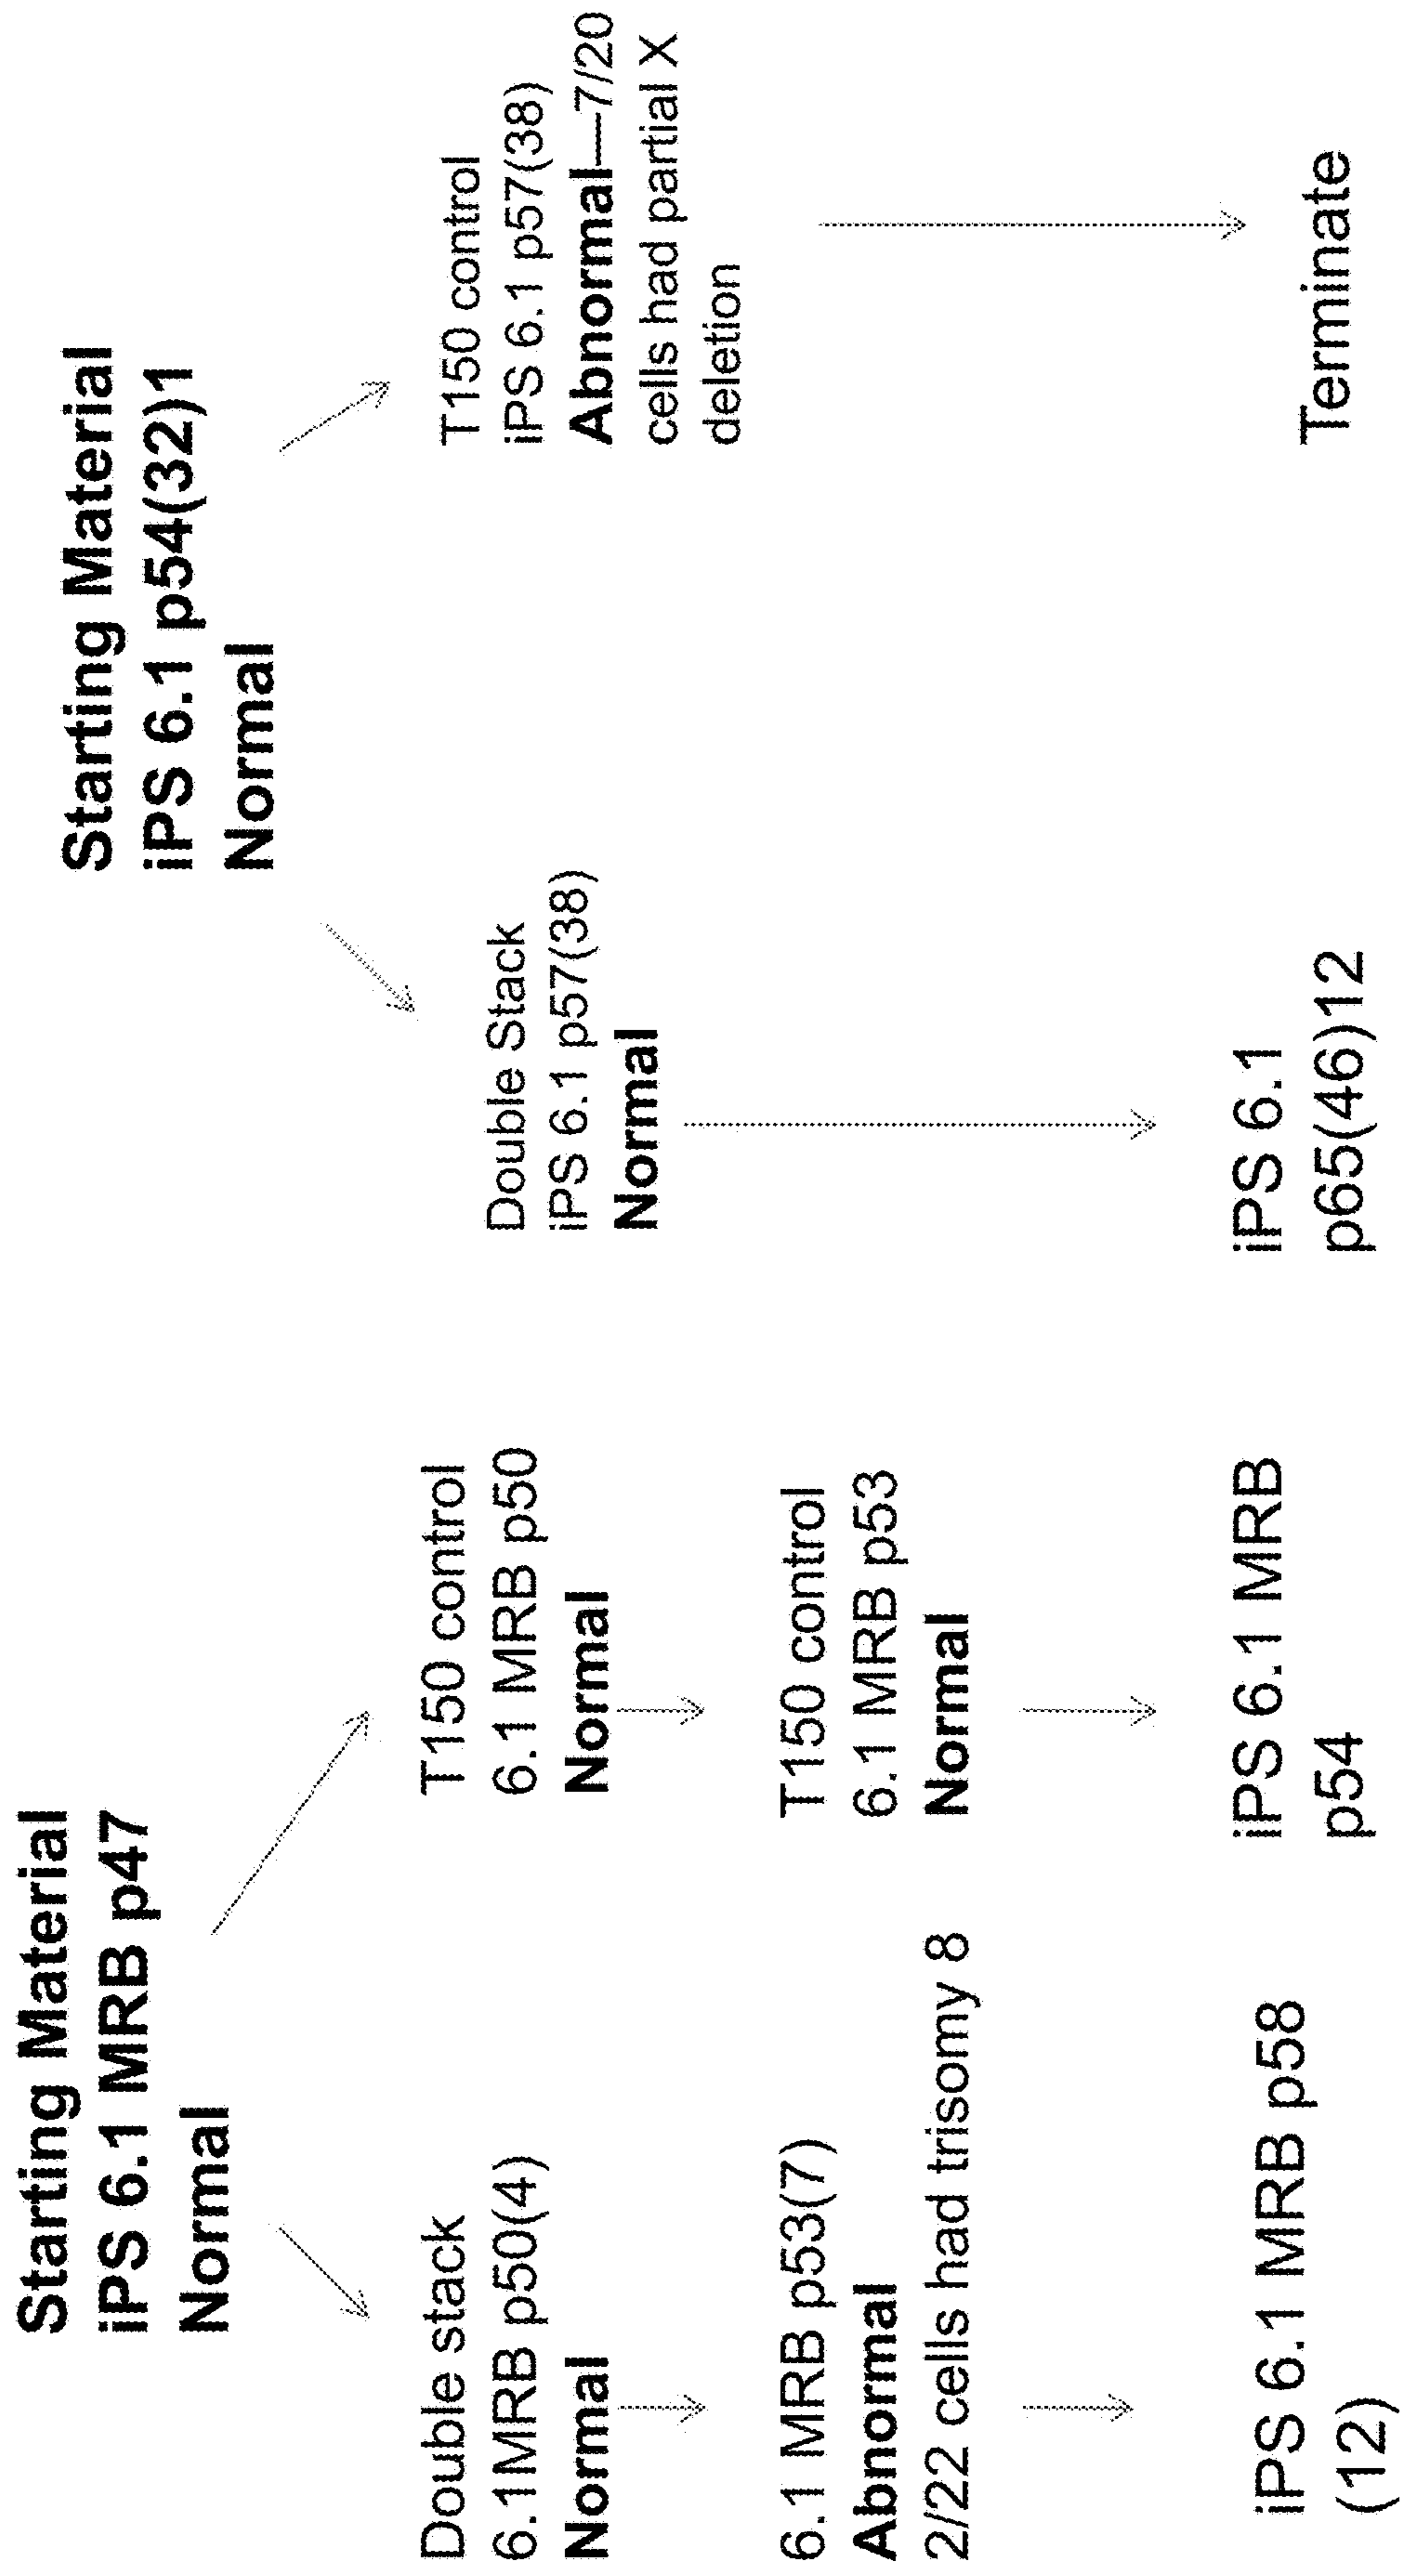 Starting Material
iPS 6.1 MRB p47
Normal
Double stack
6.1MRB p50(4)
Normal
6.1 MRB p53(7)
Abnormal
2/22 cells had trisomy 8
iPS 6.1 MRB p58
(12)
T150 control
6.1 MRB p50
Normal
T150 control
6.1 MRB p53
Normal
iPS 6.1 MRB
p54
Starting Material
iPS 6.1 p54(32)1
Normal
Double Stack
iPS 6.1 p57(38)
Normal
iPS 6.1
p65(46)12
T150 control
iPS 6.1 p57(38)
Abnormal—7/20
cells had partial X
deletion
Terminate